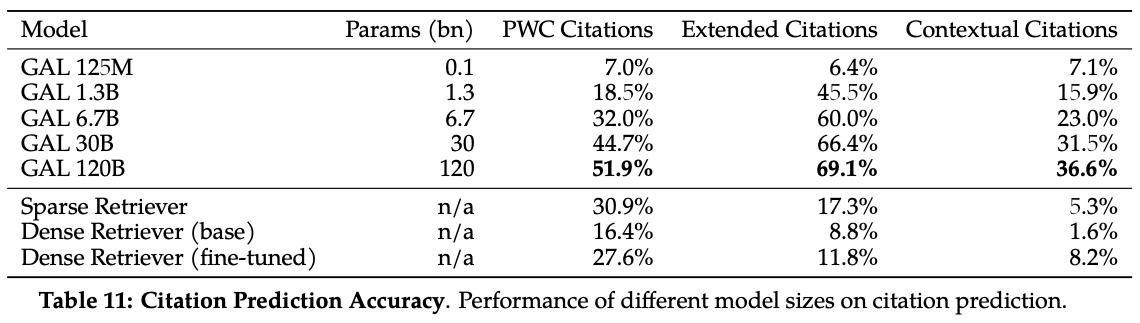 Model Params (bn) PWC Citations Extended Citations Contextual Citations
GAL 125M 0.1 7.0% 6.4% 7.1%
GAL 1.3B 1.3 18.5% 45.5% 15.9%
GAL 6.7B 6.7 32.0% 60.0% 23.0%
GAL 30B 30 44.7% 66.4% 31.5%
GAL 120B 120 51.9% 69.1% 36.6%
Sparse Retriever n/a 30.9% 17.3% 5.3%
Dense Retriever (base) n/a 16.4% 8.8% 1.6%
Dense Retriever (fine-tuned) n/a 27.6% 11.8% 8.2%
Table 11: Citation Prediction Accuracy. Performance of different model sizes on citation prediction.